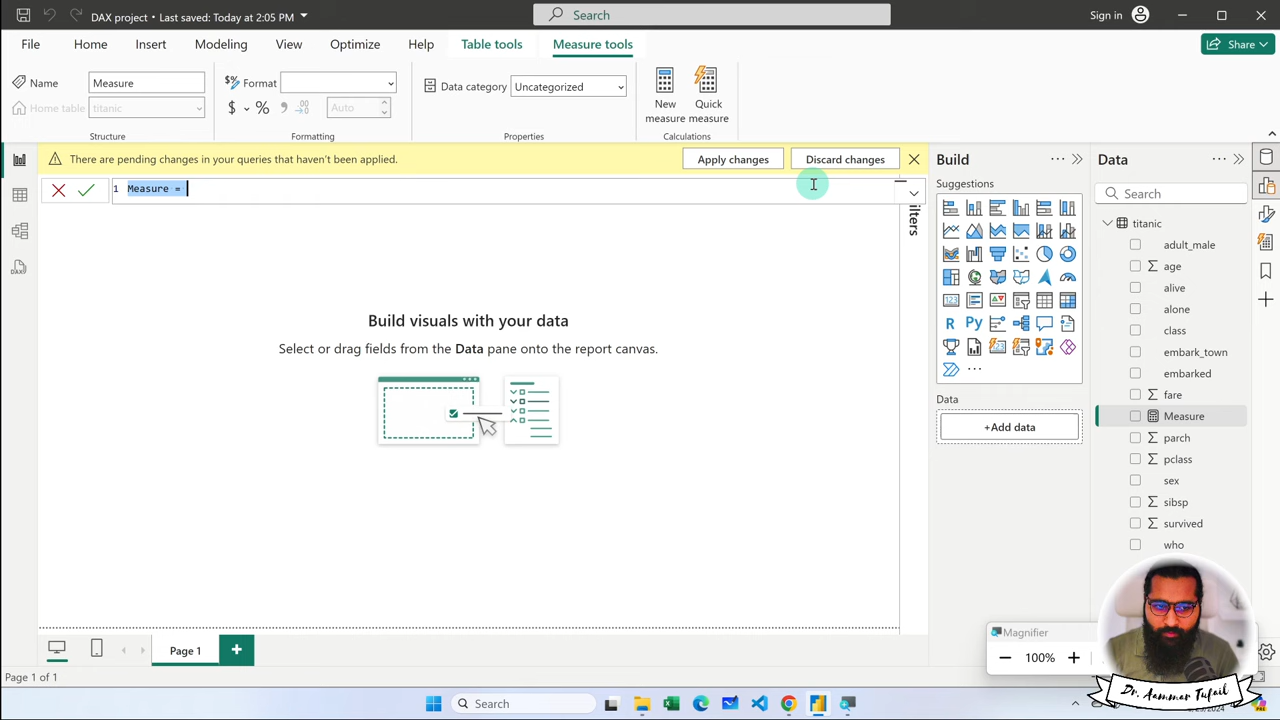 DAX project • Last saved: Today at 2:05 PM
Search
Sign in
File
Home
Insert
Modeling
View
Optimize
Help
Table tools
Measure tools
Share
Name
Measure
Format
Data category
Uncategorized
New measure
Quick measure
Home table
titanic
$
%
Auto
Structure
Formatting
Properties
Calculations
There are pending changes in your queries that haven't been applied.
Apply changes
Discard changes
1 Measure =
Filters
Build visuals with your data
Select or drag fields from the Data pane onto the report canvas.
Build
Suggestions
R
Py
123
Data
+Add data
Data
Search
titanic
adult_male
age
alive
alone
class
embark_town
embarked
fare
Measure
parch
pclass
sex
sibsp
survived
who
Magnifier
100%
Dr. Aammar Tufail
Page 1
Page 1 of 1
Search